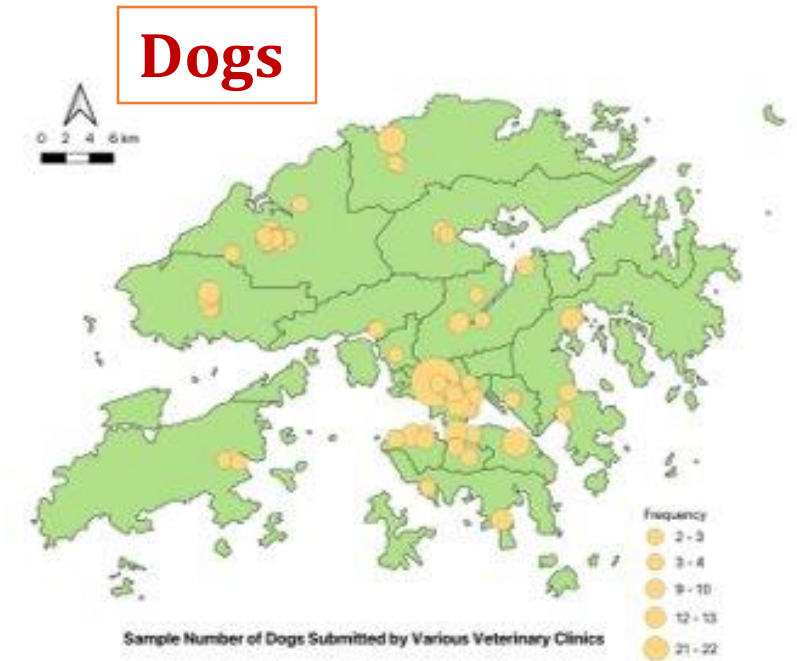 Dogs
0 2 4 6 km
Frequency
2 - 3
3 - 4
9 - 10
12 - 13
21 - 22
Sample Number of Dogs Submitted by Various Veterinary Clinics